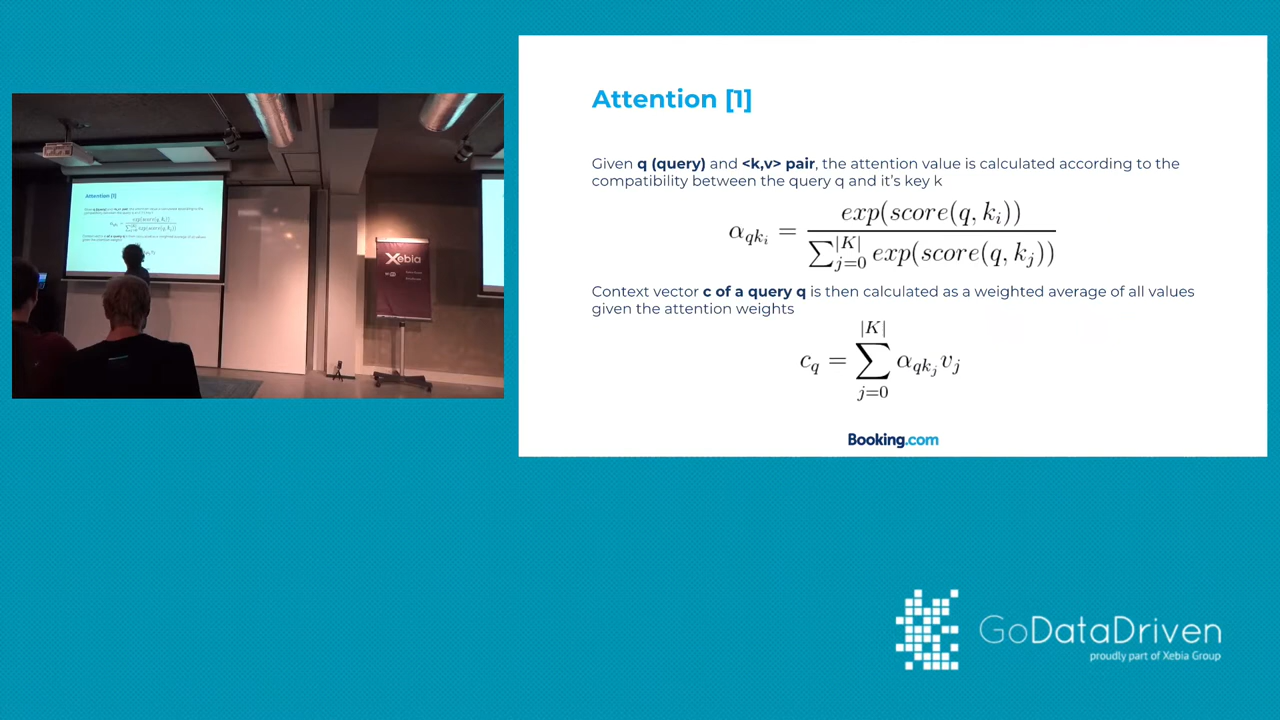 Attention [1]
Given q (query) and <k,v> pair, the attention value is calculated according to the
compatibility between the query q and it's key k
α_{qk_i} = exp(score(q, k_i)) / ∑_{j=0}^{|K|} exp(score(q, k_j))
Context vector c of a query q is then calculated as a weighted average of all values
given the attention weights
c_q = ∑_{j=0}^{|K|} α_{qk_j} v_j
Booking.com
Attention [1]
Xebia
GoDataDriven
proudly part of Xebia Group